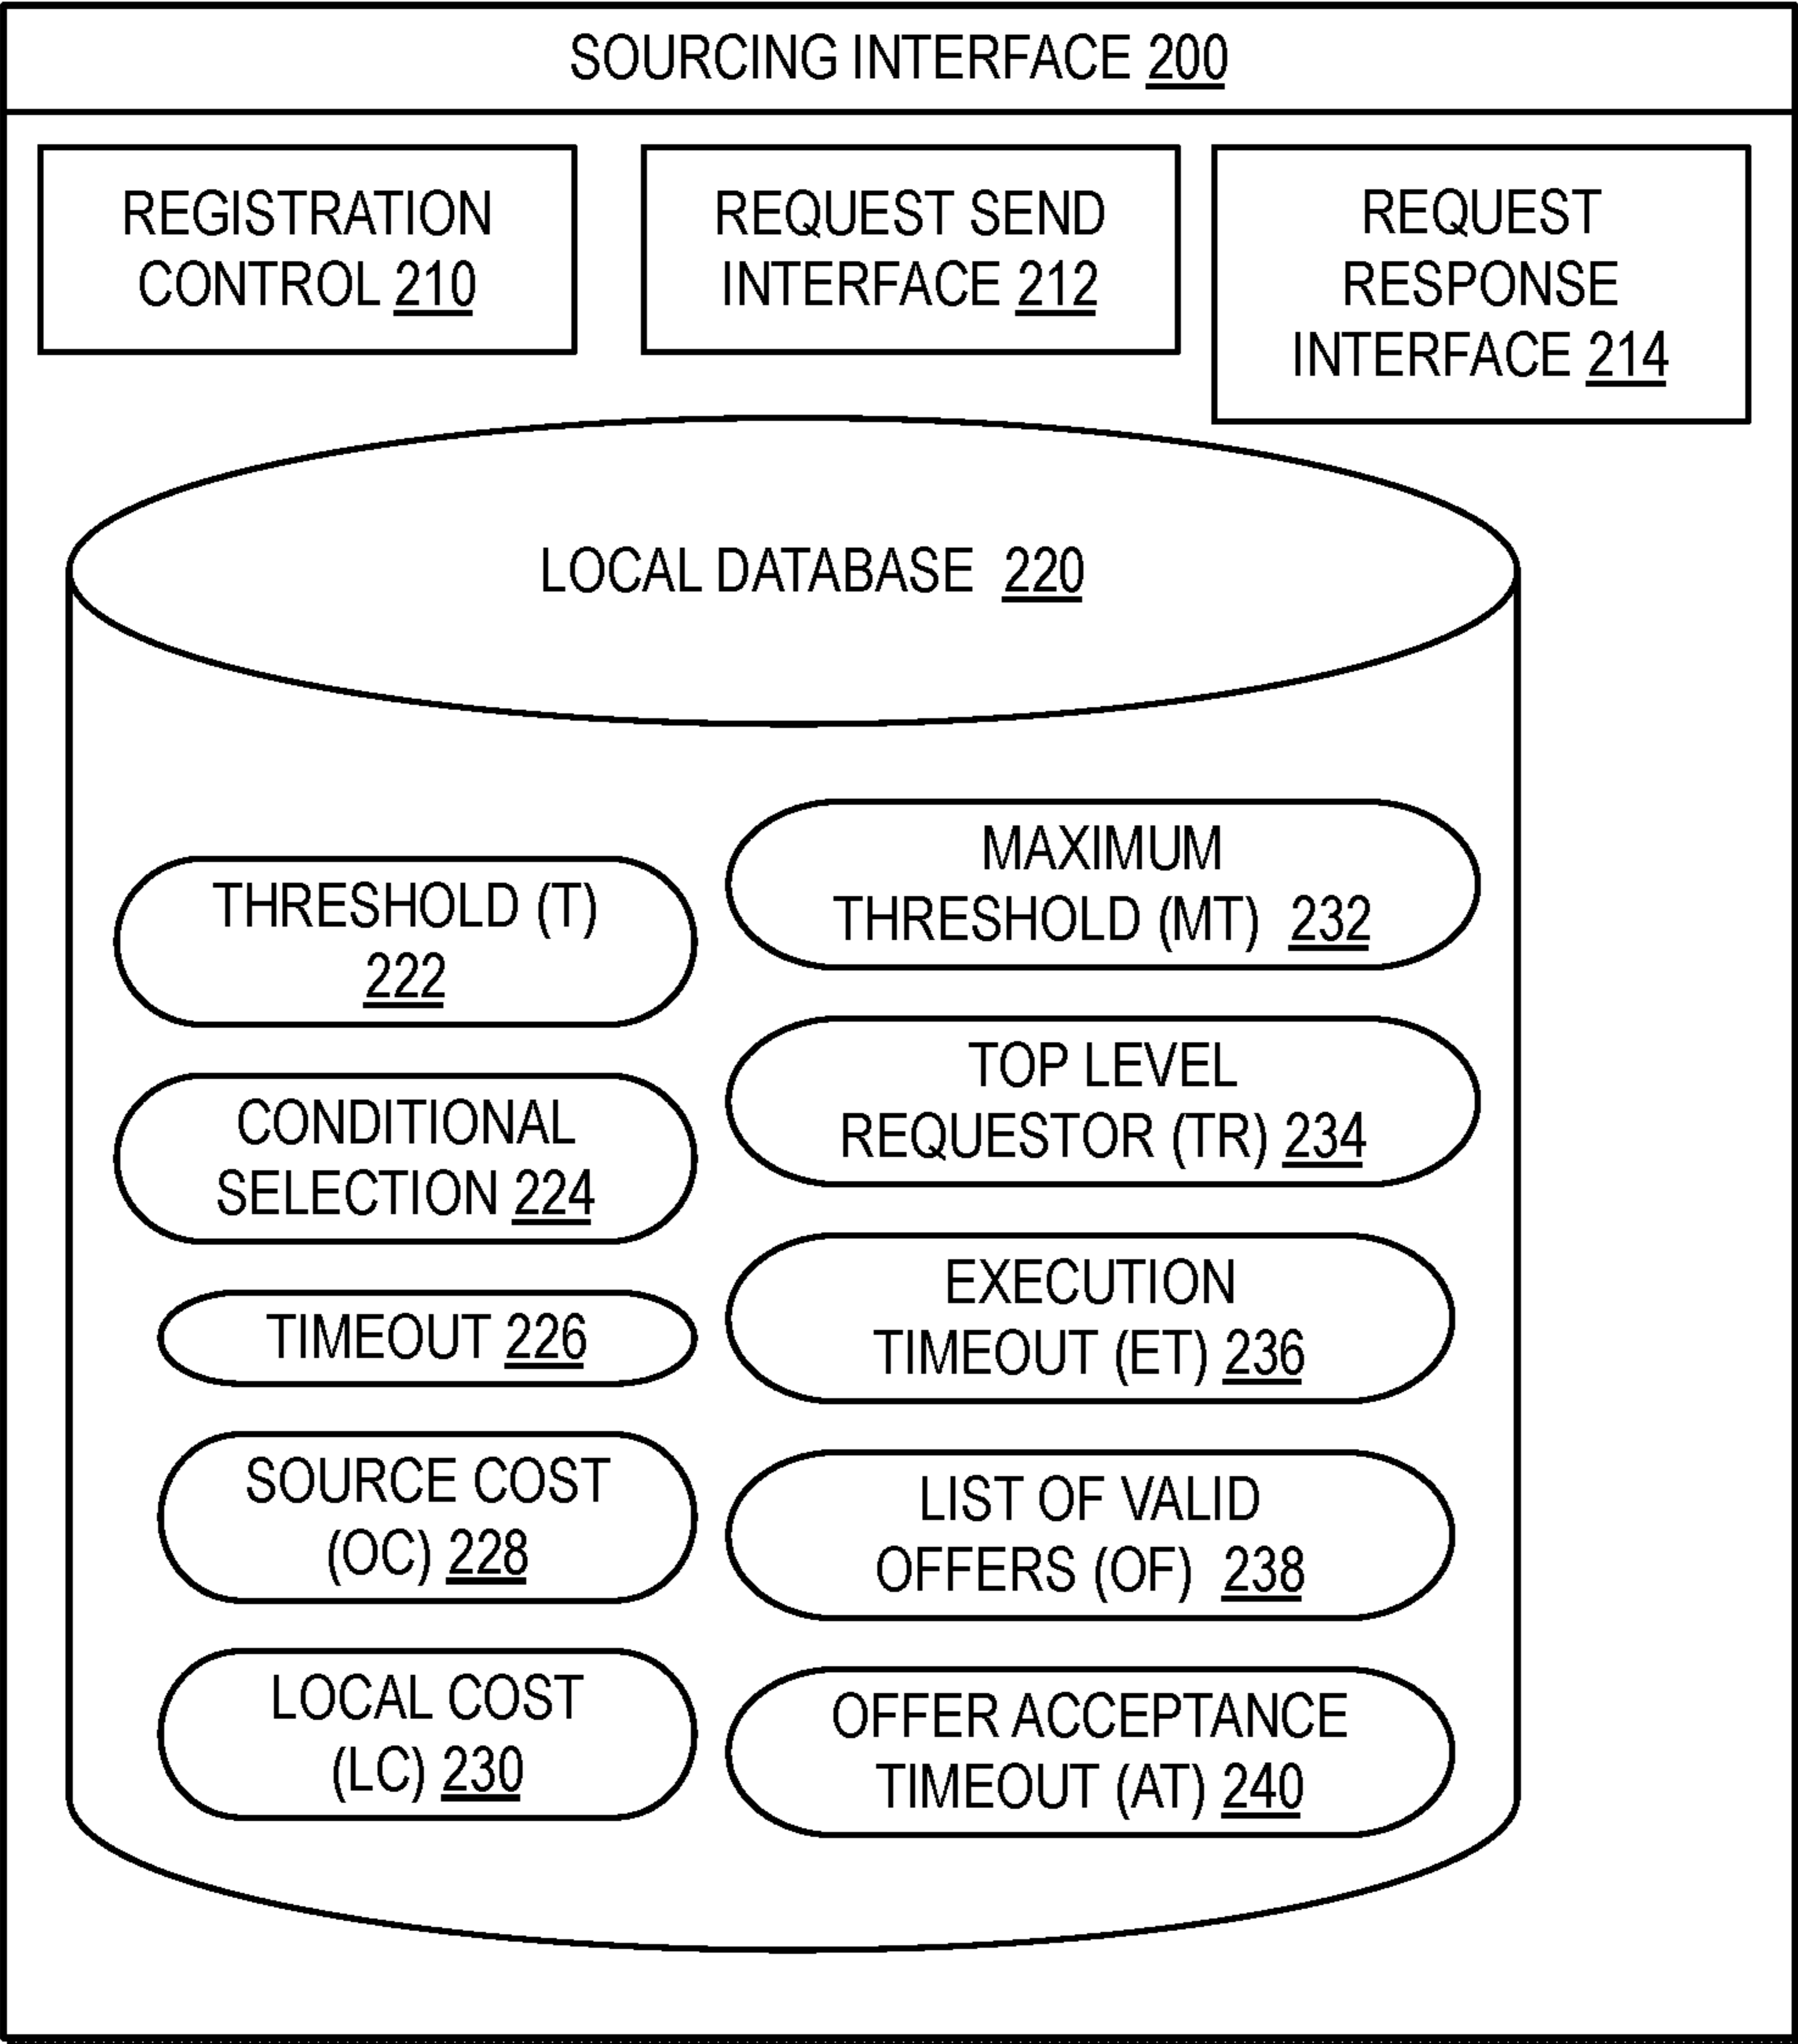 SOURCING INTERFACE 200
REGISTRATION
CONTROL 210
REQUEST SEND
INTERFACE 212
REQUEST
RESPONSE
INTERFACE 214
LOCAL DATABASE 220
THRESHOLD (T)
222
CONDITIONAL
SELECTION 224
TIMEOUT 226
SOURCE COST
(OC) 228
LOCAL COST
(LC) 230
MAXIMUM
THRESHOLD (MT) 232
TOP LEVEL
REQUESTOR (TR) 234
EXECUTION
TIMEOUT (ET) 236
LIST OF VALID
OFFERS (OF) 238
OFFER ACCEPTANCE
TIMEOUT (AT) 240